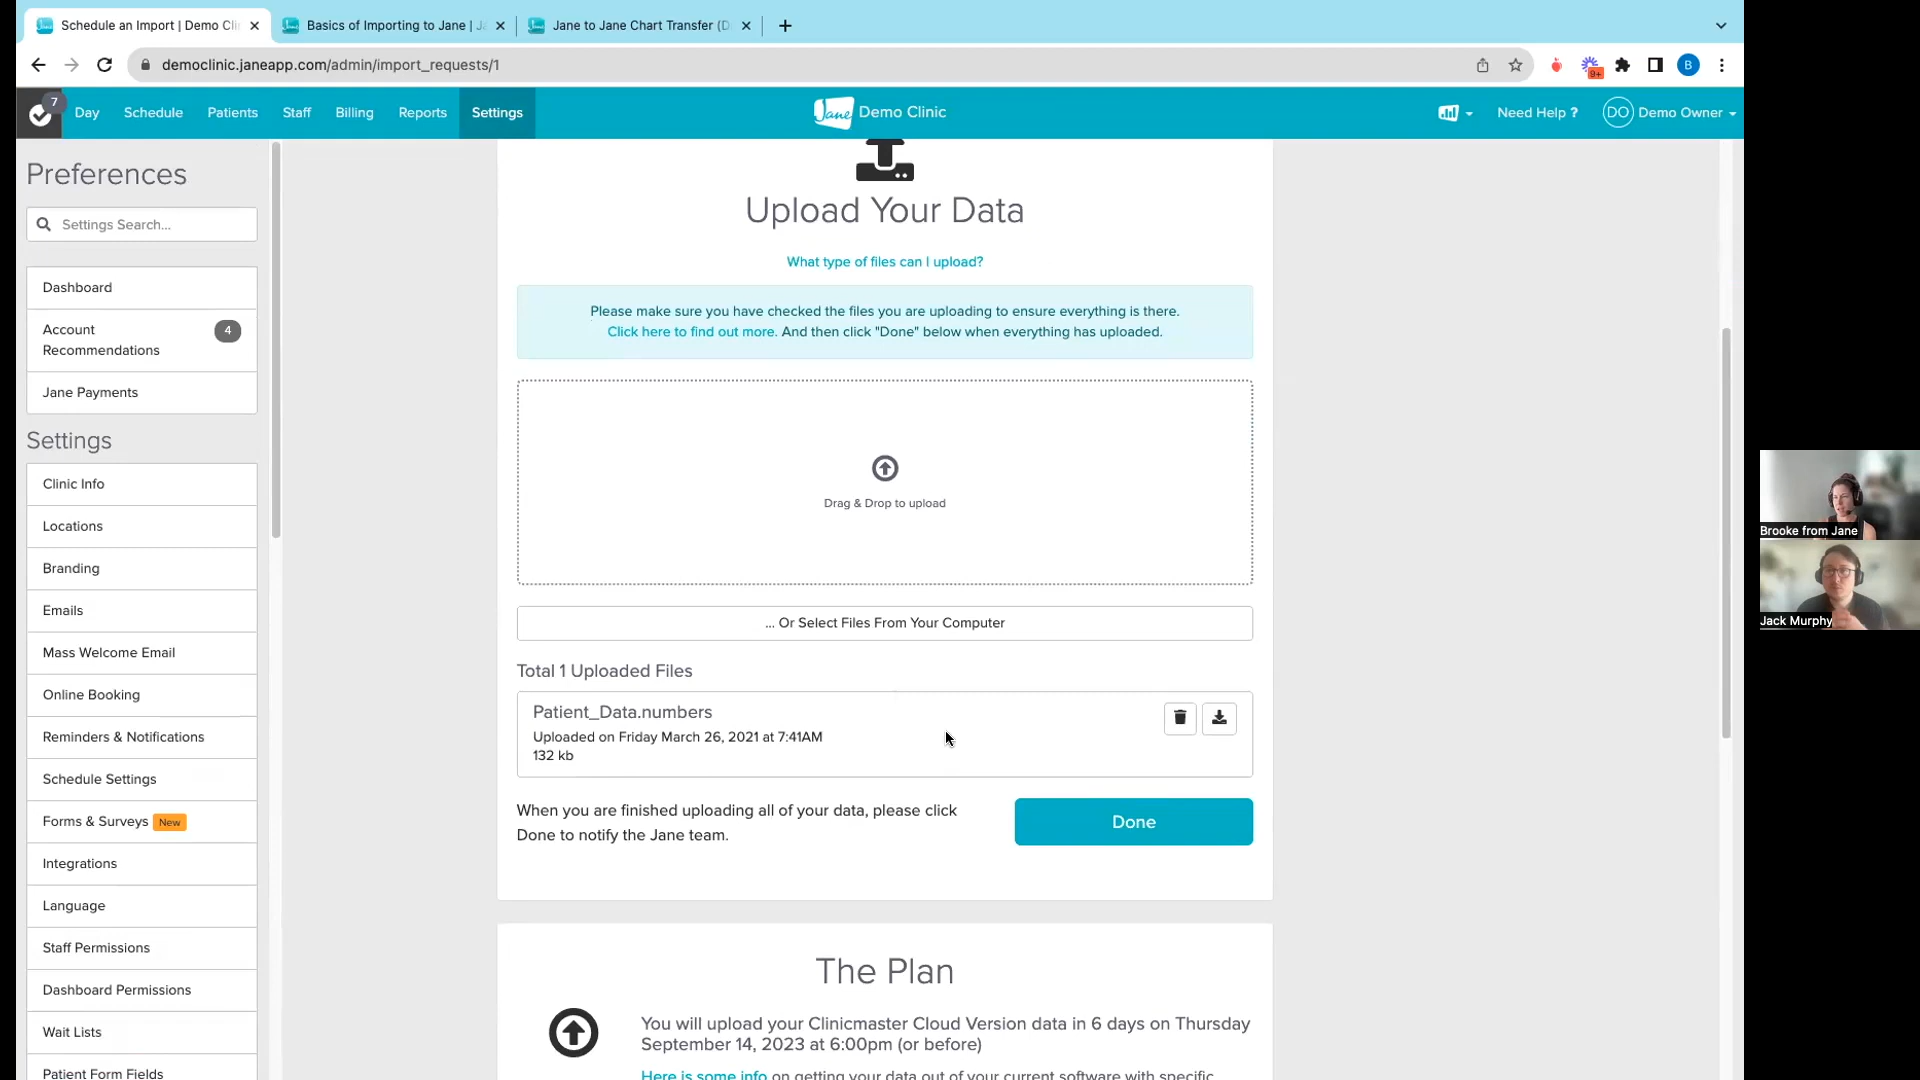 Schedule an Import | Demo Cli
Basics of Importing to Jane | Ja
Jane to Jane Chart Transfer (D
democlinic.janeapp.com/admin/import_requests/1
9+
B
7
Day
Schedule
Patients
Staff
Billing
Reports
Settings
Jane
Demo Clinic
Need Help ?
DO
Demo Owner
Preferences
Settings Search...
Dashboard
Account
Recommendations
4
Jane Payments
Settings
Clinic Info
Locations
Branding
Emails
Mass Welcome Email
Online Booking
Reminders & Notifications
Schedule Settings
Forms & Surveys New
Integrations
Language
Staff Permissions
Dashboard Permissions
Wait Lists
Patient Form Fields
Upload Your Data
What type of files can I upload?
Please make sure you have checked the files you are uploading to ensure everything is there.
Click here to find out more. And then click "Done" below when everything has uploaded.
Drag & Drop to upload
... Or Select Files From Your Computer
Total 1 Uploaded Files
Patient_Data.numbers
Uploaded on Friday March 26, 2021 at 7:41AM
132 kb
When you are finished uploading all of your data, please click
Done to notify the Jane team.
Done
The Plan
You will upload your Clinicmaster Cloud Version data in 6 days on Thursday
September 14, 2023 at 6:00pm (or before)
Here is some info on getting your data out of your current software with specific
Brooke from Jane
Jack Murphy